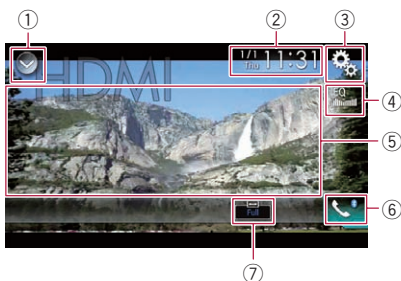 ① ② ③
HDMI
1/1 Thu 11:31
EQ
④
⑤
Full
⑥
⑦